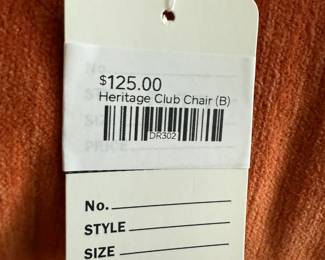 $125.00
Heritage Club Chair (B)
DR302
No.
STYLE
SIZE